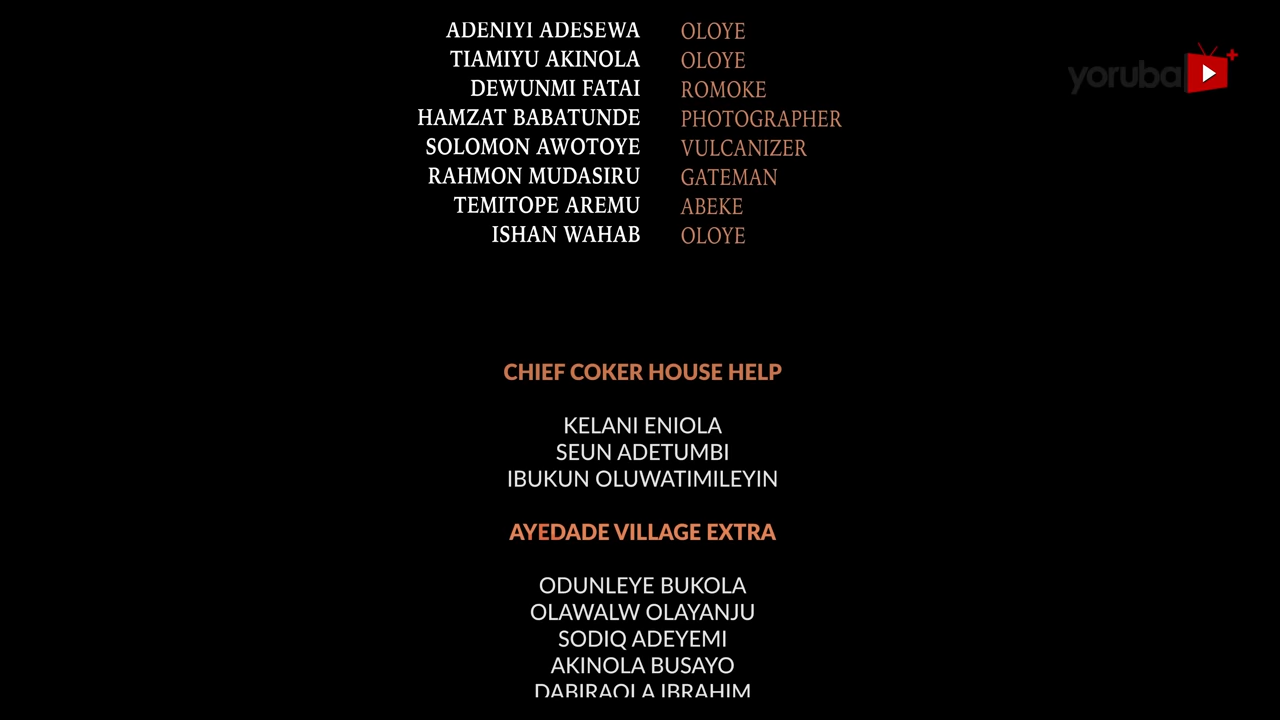 ADENIYI ADESEWA OLOYE
TIAMIYU AKINOLA OLOYE
DEWUNMI FATAI ROMOKE
HAMZAT BABATUNDE PHOTOGRAPHER
SOLOMON AWOTOYE VULCANIZER
RAHMON MUDASIRU GATEMAN
TEMITOPE AREMU ABEKE
ISHAN WAHAB OLOYE
yoruba
CHIEF COKER HOUSE HELP
KELANI ENIOLA
SEUN ADETUMBI
IBUKUN OLUWATIMILEYIN
AYEDADE VILLAGE EXTRA
ODUNLEYE BUKOLA
OLAWALW OLAYANJU
SODIQ ADEYEMI
AKINOLA BUSAYO
DABIRAOLA IBRAHIM